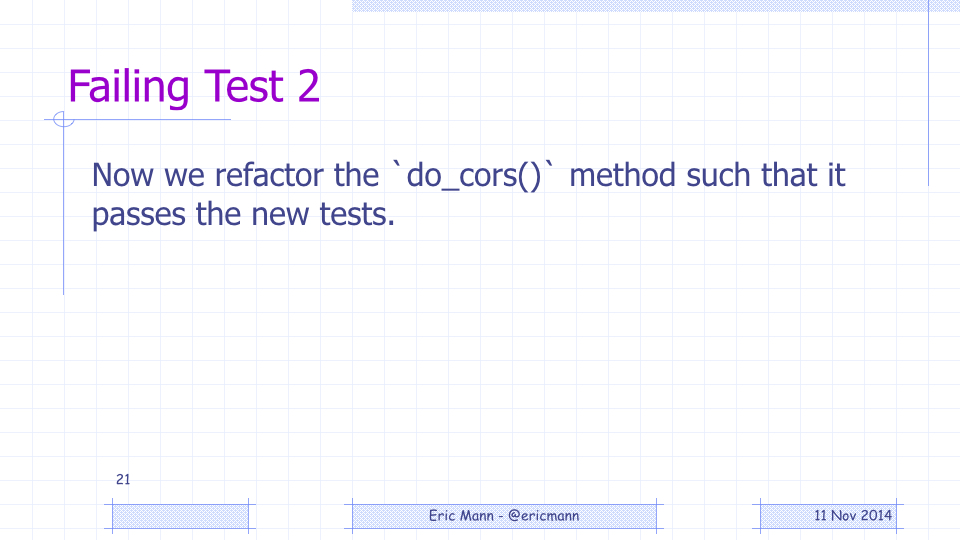 Failing Test 2
Now we refactor the `do_cors()` method such that it
passes the new tests.
21
Eric Mann - @ericmann
11 Nov 2014